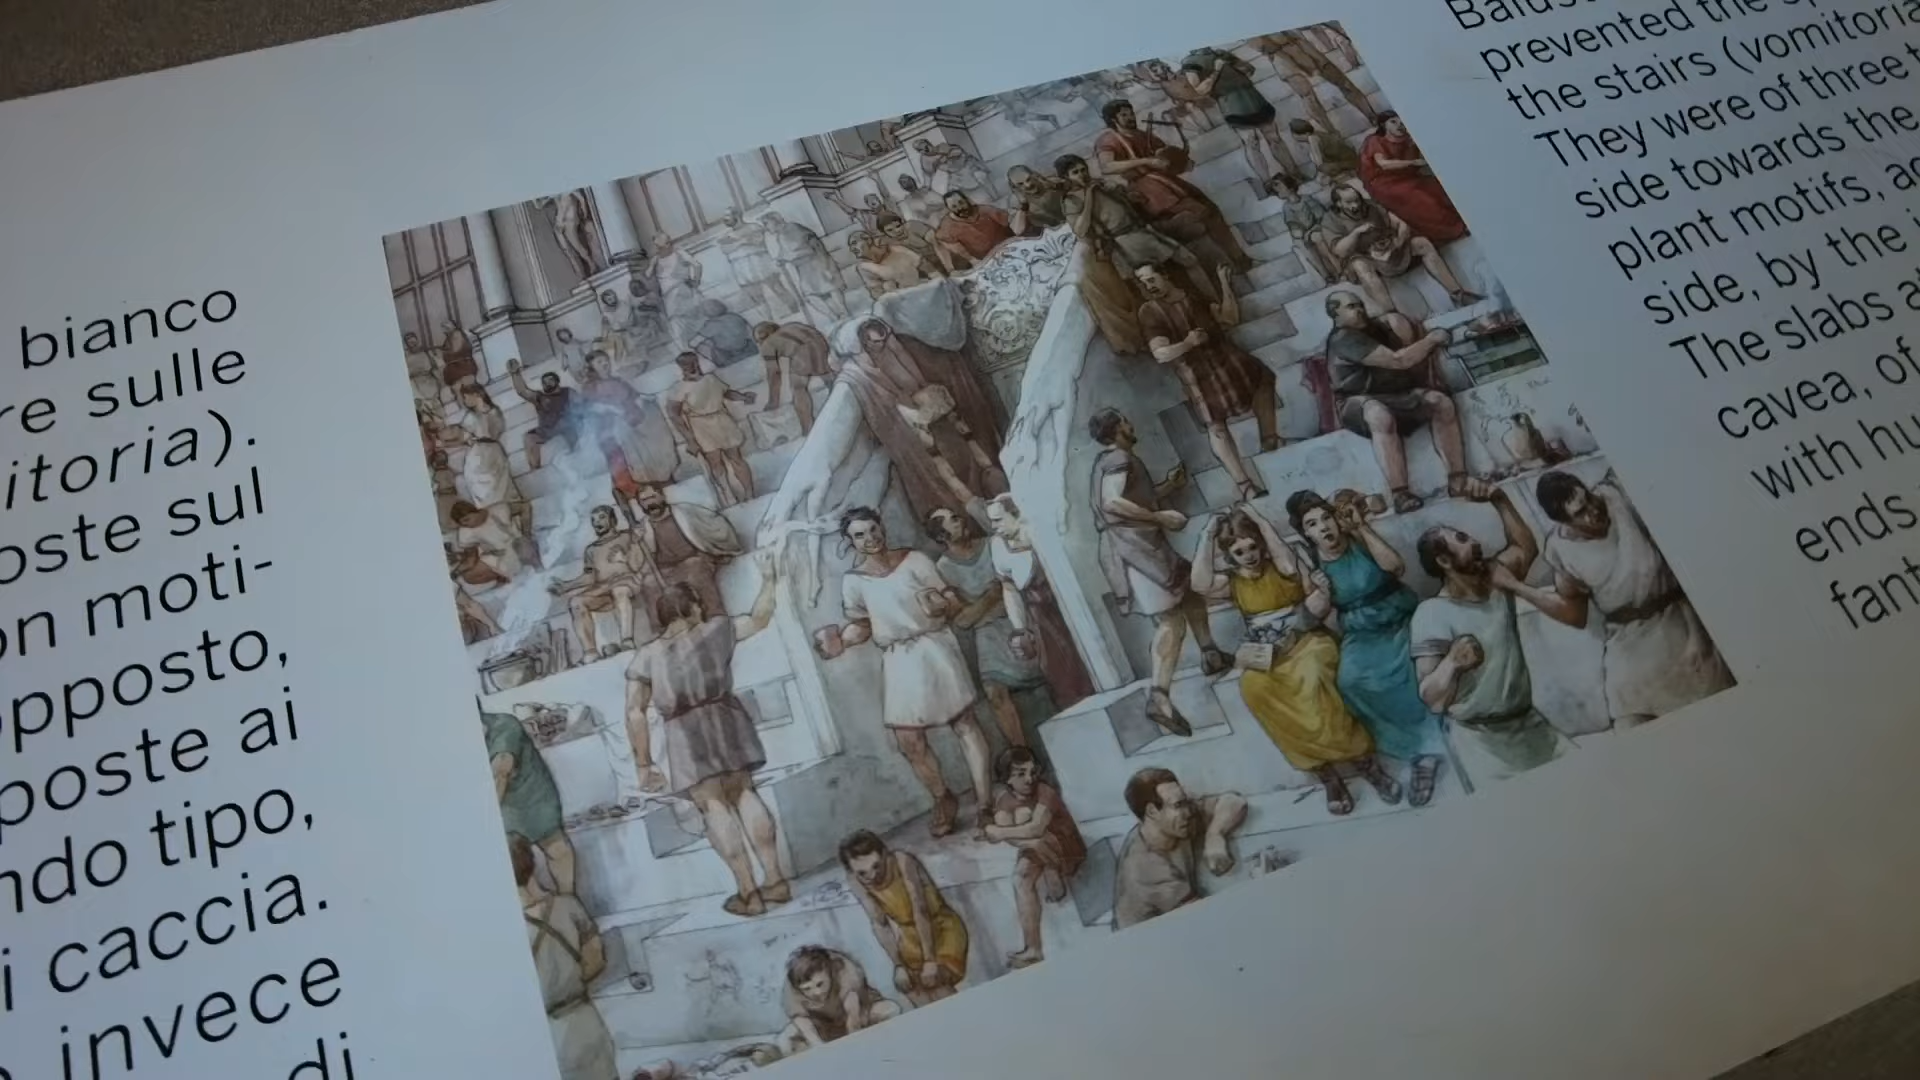 bianco
re sulle
itoria).
oste sul
on moti-
opposto,
poste ai
ndo tipo,
i caccia.
invece
di
prevented the
the stairs (vomitoria
They were of three
side towards the
plant motifs,
side, by the
The slabs
cavea, of
with hu
ends
fant